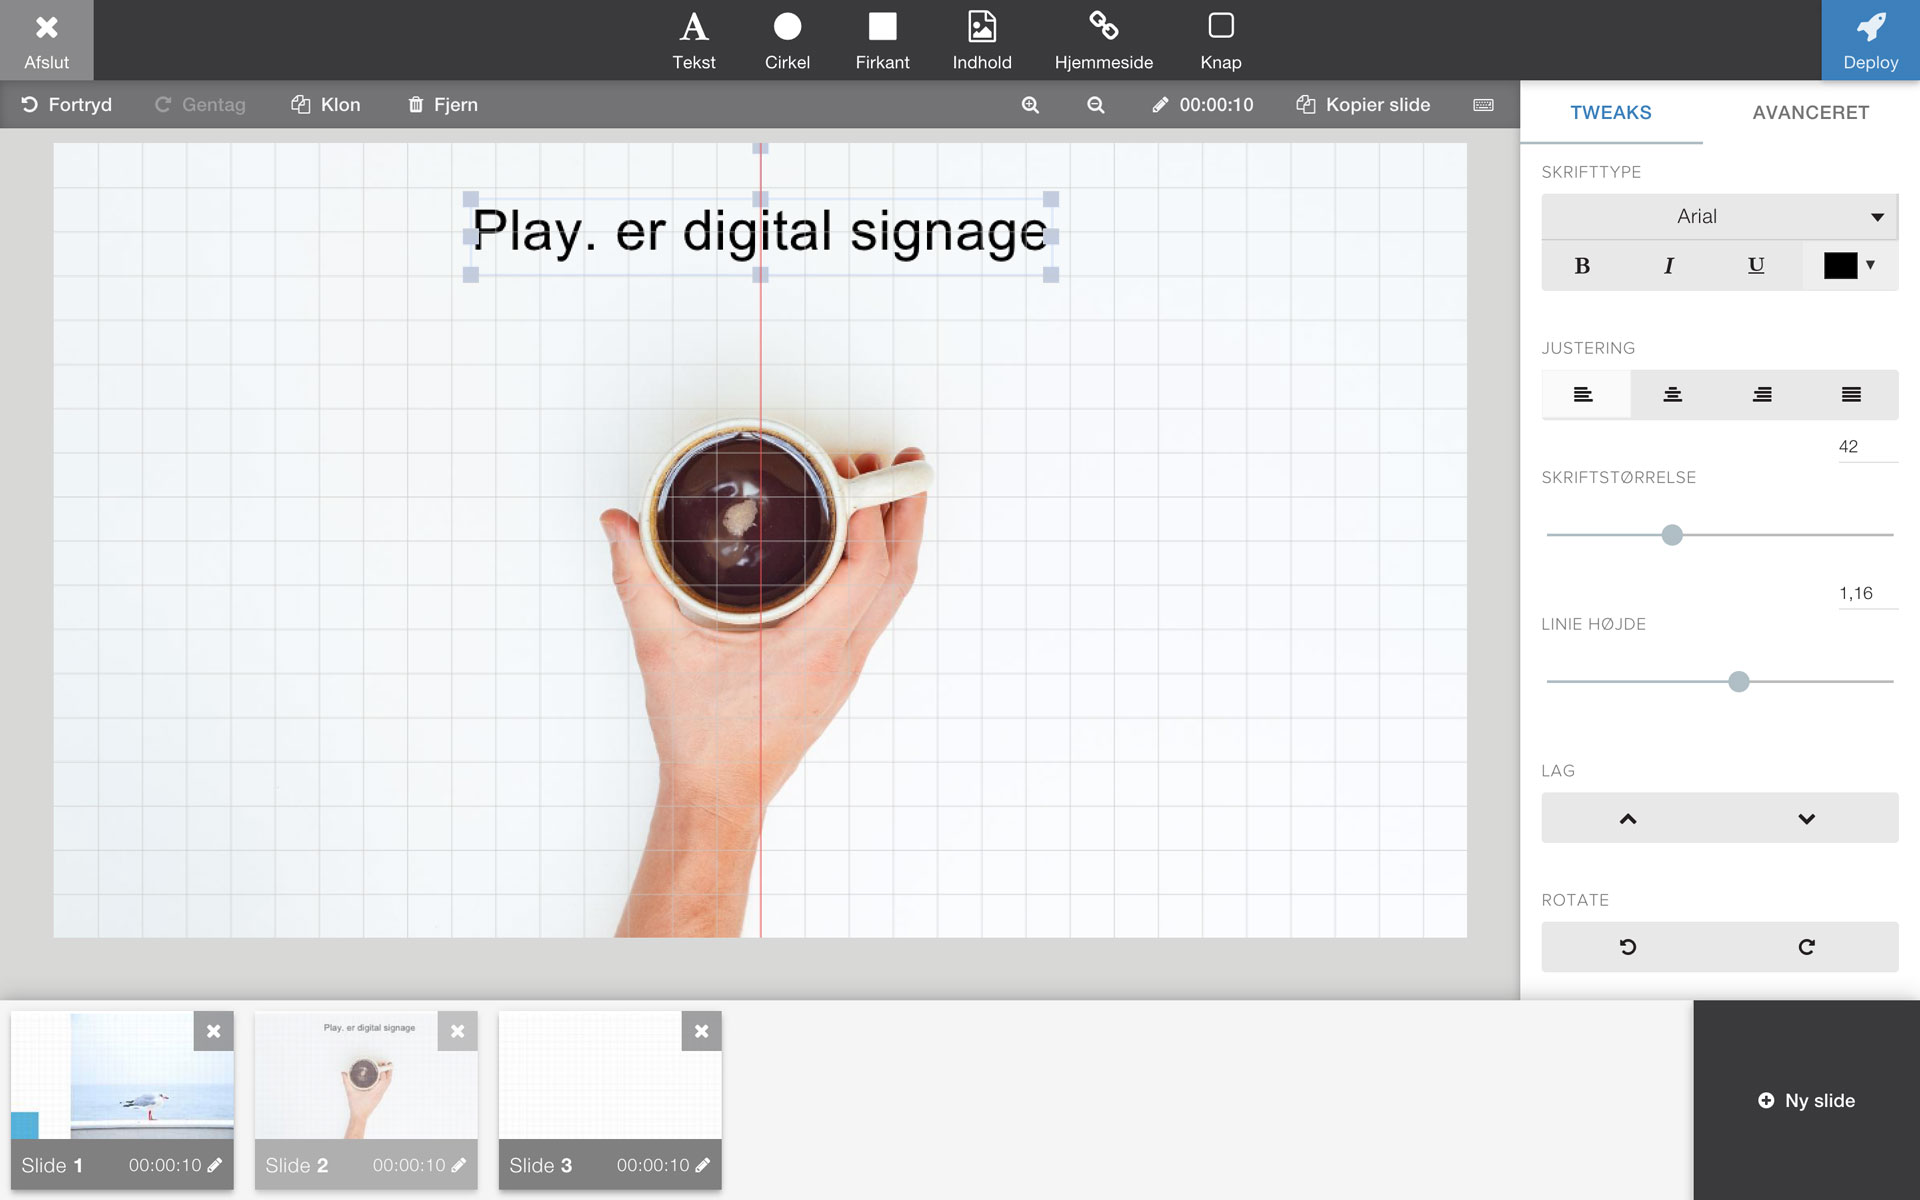 Afslut
Tekst
Cirkel
Firkant
Indhold
Hjemmeside
Knap
Deploy
Fortryd
Gentag
Klon
Fjern
00:00:10
Kopier slide
TWEAKS
AVANCERET
SKRIFTTYPE
Arial
B
I
U
JUSTERING
42
SKRIFTSTØRRELSE
1,16
LINIE HØJDE
LAG
ROTATE
Play. er digital signage
Play. er digital signage
Slide 1 00:00:10
Slide 2 00:00:10
Slide 3 00:00:10
Ny slide